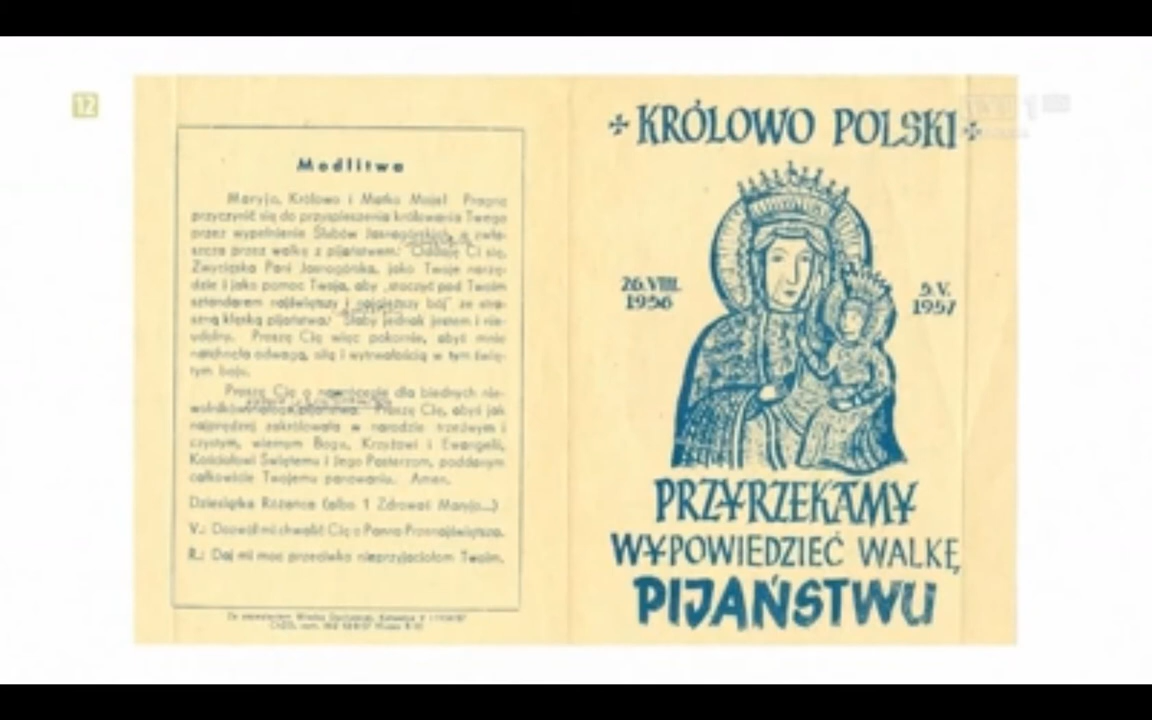 12
Modlitwa
Maryjo, Królowo i Matko Moja! Pragnę
przyczynić się do przyspieszenia królowania Twego
przez wypełnienie Ślubów Jasnogórskich, a zwła-
szcza przez walkę z pijaństwem. Oddaję Ci się,
Zwycięska Pani Jasnogórska, jako Twoje narzę-
dzie i jako pomoc Twoja, aby „stoczyć pod Twoim
sztandarem najświętszy i najcięższy bój" ze stra-
szną klęską pijaństwa. Słaby jednak jestem i nie-
udolny. Proszę Cię więc pokornie, abyś mnie
natchnęła odwagą, siłą i wytrwałością w tym świę-
tym boju.
Proszę Cię o nawrócenie dla biednych nie-
wolników pijaństwa. Proszę Cię, abyś jak
najprędzej zakrólowała w narodzie trzeźwym i
czystym, wiernym Bogu, Krzyżowi i Ewangelii,
Kościołowi Świętemu i Jego Pasterzom, poddanym
całkowicie Twojemu panowaniu. Amen.
Dziesiątka Różańca (albo 1 Zdrowaś Maryjo...)
V.: Dozwól mi chwalić Cię o Panno Przenajświętsza.
R.: Daj mi moc przeciwko nieprzyjaciołom Twoim.
KRÓLOWO POLSKI
26.VIII.
1956
5.V.
1957
PRZYRZEKAMY
WYPOWIEDZIEĆ WALKĘ
PIJAŃSTWU